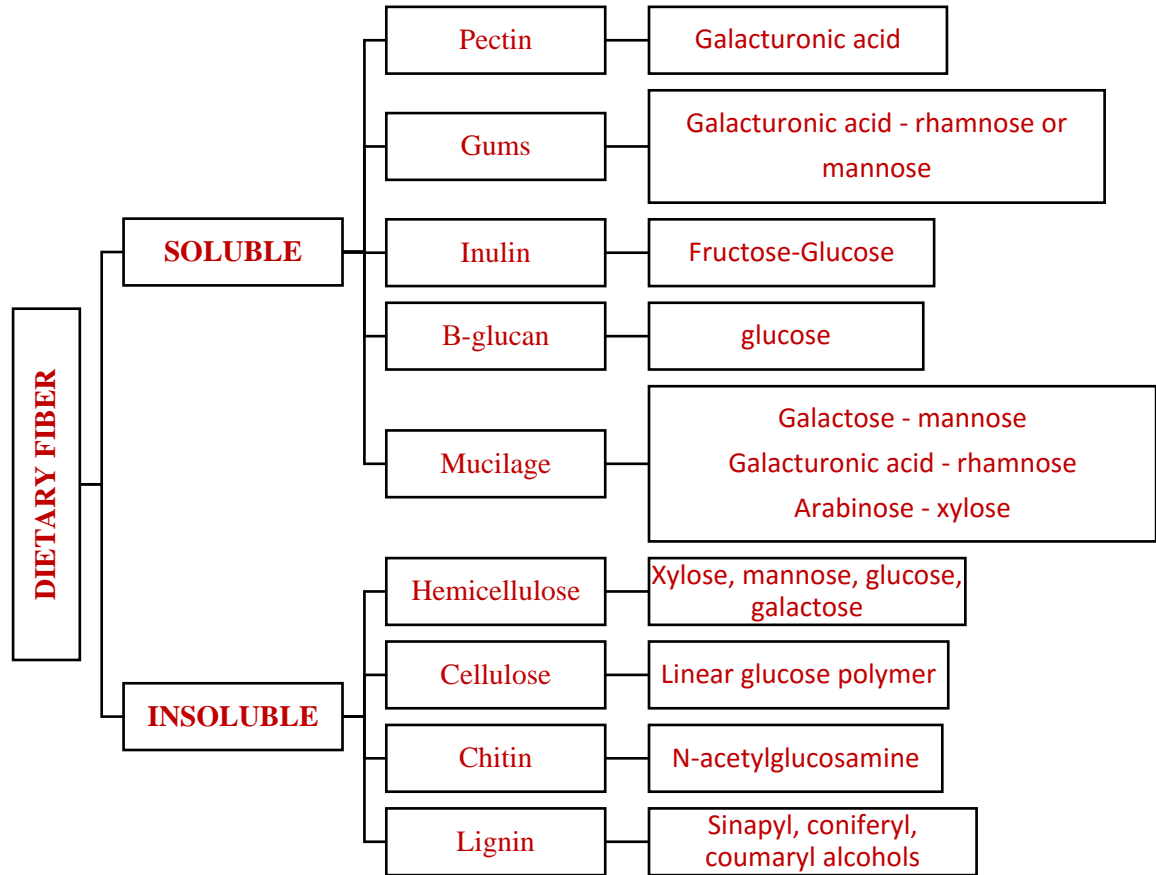 DIETARY FIBER
SOLUBLE
Pectin
Galacturonic acid
Gums
Galacturonic acid - rhamnose or
mannose
Inulin
Fructose-Glucose
B-glucan
glucose
Mucilage
Galactose - mannose
Galacturonic acid - rhamnose
Arabinose - xylose
INSOLUBLE
Hemicellulose
Xylose, mannose, glucose,
galactose
Cellulose
Linear glucose polymer
Chitin
N-acetylglucosamine
Lignin
Sinapyl, coniferyl,
coumaryl alcohols